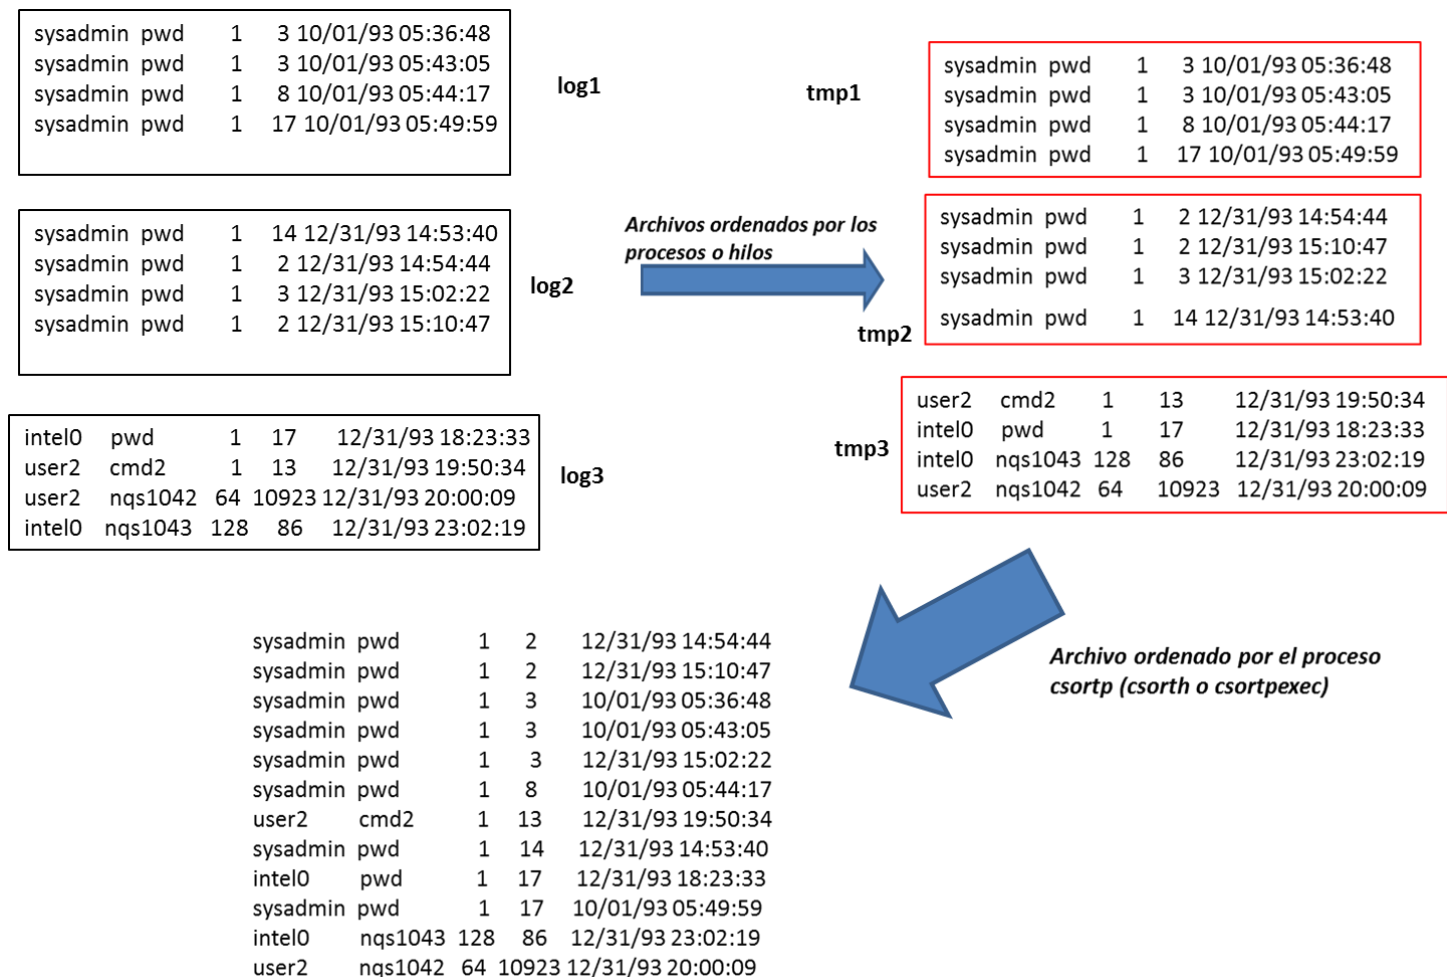 sysadmin pwd 1 3 10/01/93 05:36:48
sysadmin pwd 1 3 10/01/93 05:43:05
sysadmin pwd 1 8 10/01/93 05:44:17
sysadmin pwd 1 17 10/01/93 05:49:59
log1
tmp1
sysadmin pwd 1 3 10/01/93 05:36:48
sysadmin pwd 1 3 10/01/93 05:43:05
sysadmin pwd 1 8 10/01/93 05:44:17
sysadmin pwd 1 17 10/01/93 05:49:59
sysadmin pwd 1 14 12/31/93 14:53:40
sysadmin pwd 1 2 12/31/93 14:54:44
sysadmin pwd 1 3 12/31/93 15:02:22
sysadmin pwd 1 2 12/31/93 15:10:47
log2
Archivos ordenados por los
procesos o hilos
tmp2
sysadmin pwd 1 2 12/31/93 14:54:44
sysadmin pwd 1 2 12/31/93 15:10:47
sysadmin pwd 1 3 12/31/93 15:02:22
sysadmin pwd 1 14 12/31/93 14:53:40
intel0 pwd 1 17 12/31/93 18:23:33
user2 cmd2 1 13 12/31/93 19:50:34
user2 nqs1042 64 10923 12/31/93 20:00:09
intel0 nqs1043 128 86 12/31/93 23:02:19
log3
tmp3
user2 cmd2 1 13 12/31/93 19:50:34
intel0 pwd 1 17 12/31/93 18:23:33
intel0 nqs1043 128 86 12/31/93 23:02:19
user2 nqs1042 64 10923 12/31/93 20:00:09
Archivo ordenado por el proceso
csortp (csorth o csortpexec)
sysadmin pwd 1 2 12/31/93 14:54:44
sysadmin pwd 1 2 12/31/93 15:10:47
sysadmin pwd 1 3 10/01/93 05:36:48
sysadmin pwd 1 3 10/01/93 05:43:05
sysadmin pwd 1 3 12/31/93 15:02:22
sysadmin pwd 1 8 10/01/93 05:44:17
user2 cmd2 1 13 12/31/93 19:50:34
sysadmin pwd 1 14 12/31/93 14:53:40
intel0 pwd 1 17 12/31/93 18:23:33
sysadmin pwd 1 17 10/01/93 05:49:59
intel0 nqs1043 128 86 12/31/93 23:02:19
user2 nqs1042 64 10923 12/31/93 20:00:09